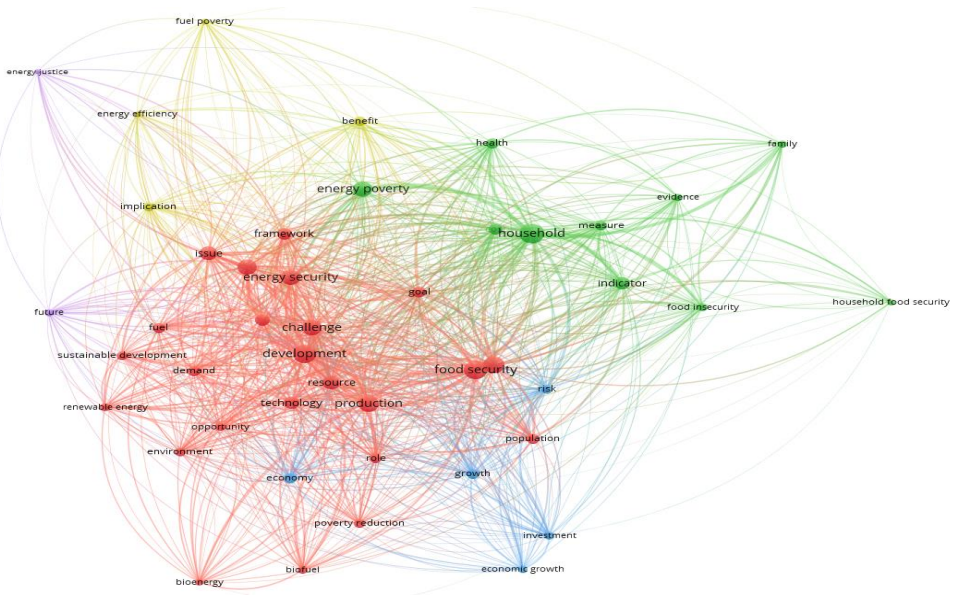 fuel poverty
energy justice
energy efficiency
benefit
health
family
energy poverty
evidence
implication
measure
household
framework
issue
energy security
indicator
goal
household food security
food insecurity
future
fuel
challenge
development
sustainable development
demand
food security
resource
risk
technology
production
renewable energy
opportunity
population
environment
role
growth
economy
poverty reduction
investment
biofuel
economic growth
bioenergy